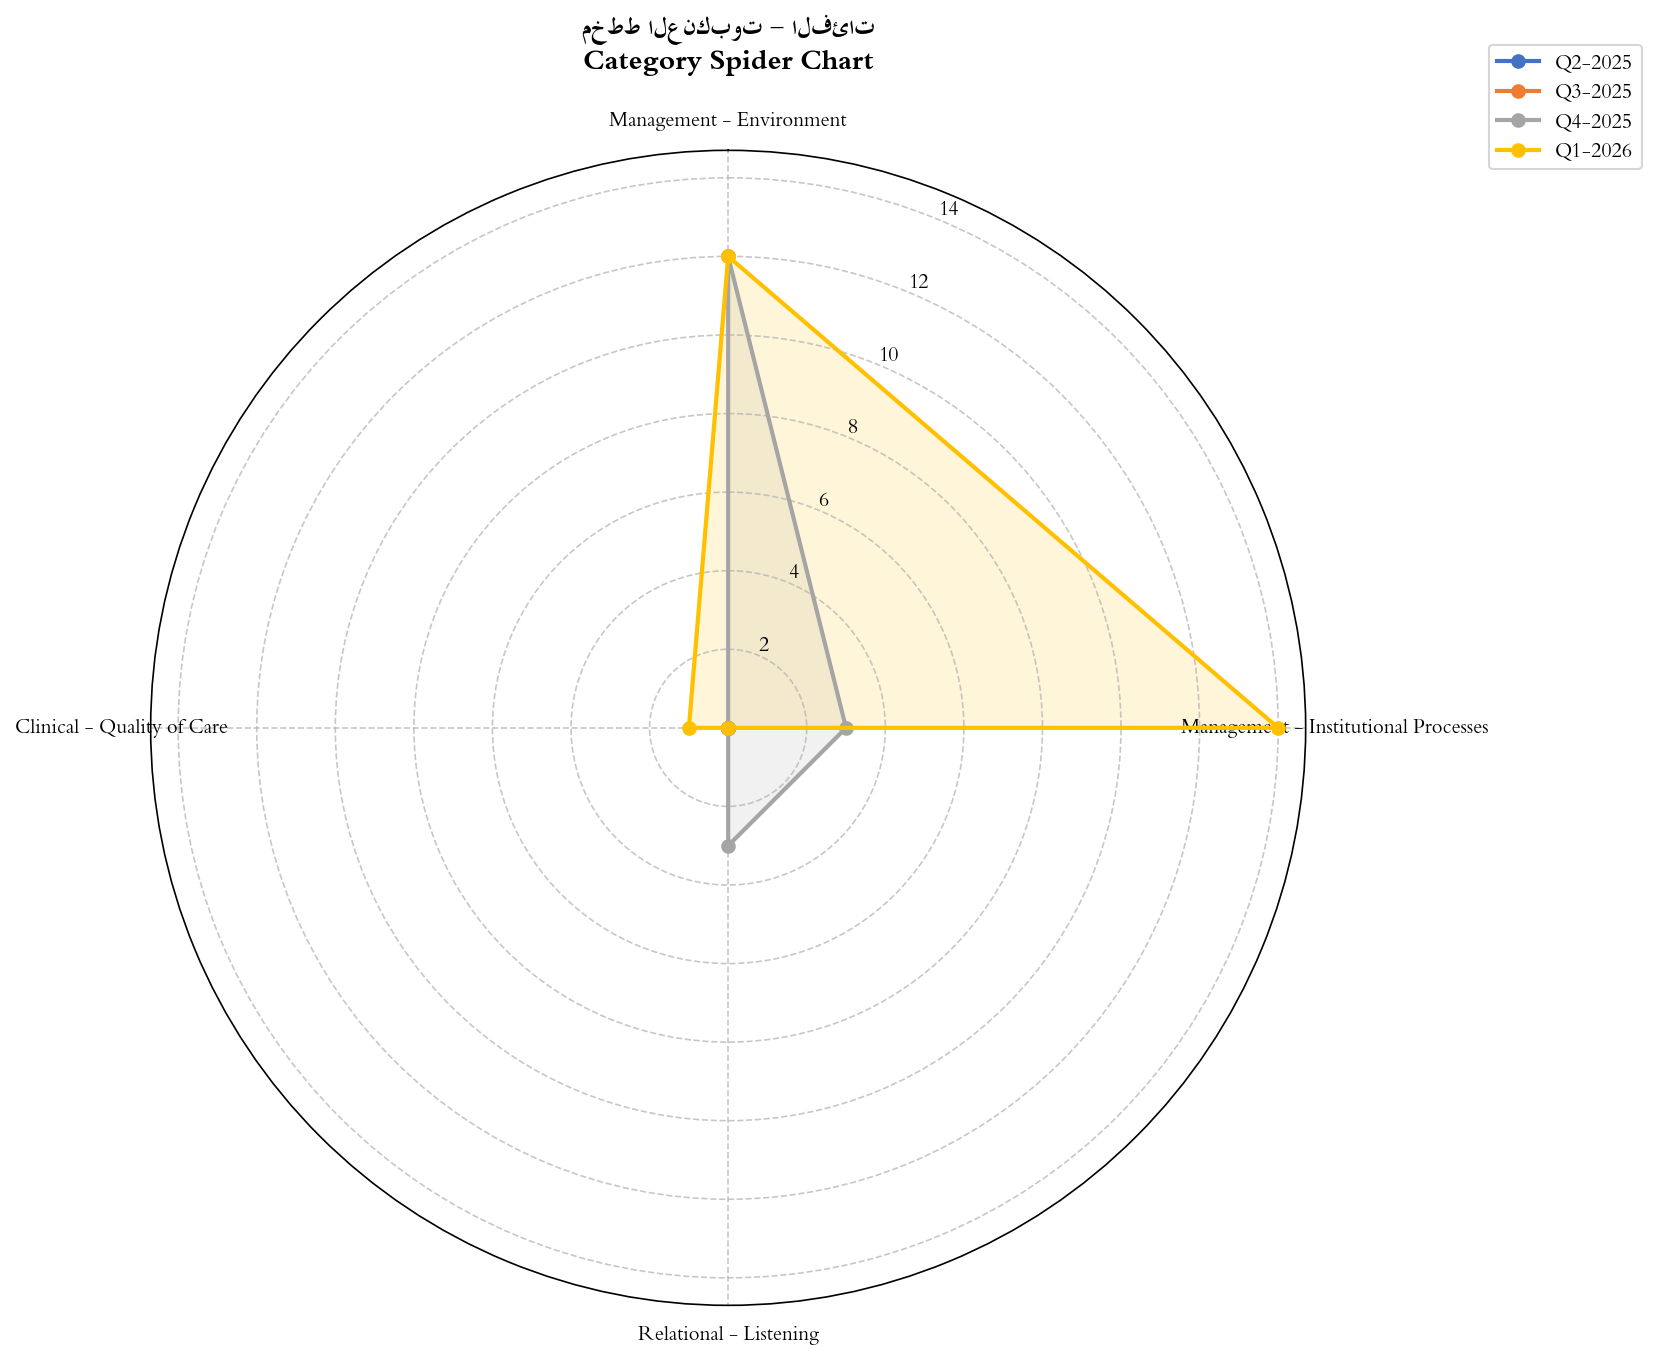 مخطط العنكبوت – الفئات
Category Spider Chart
Q2-2025
Q3-2025
Q4-2025
Q1-2026
Management - Environment
14
12
10
8
6
4
2
Clinical - Quality of Care
Management - Institutional Processes
Relational - Listening